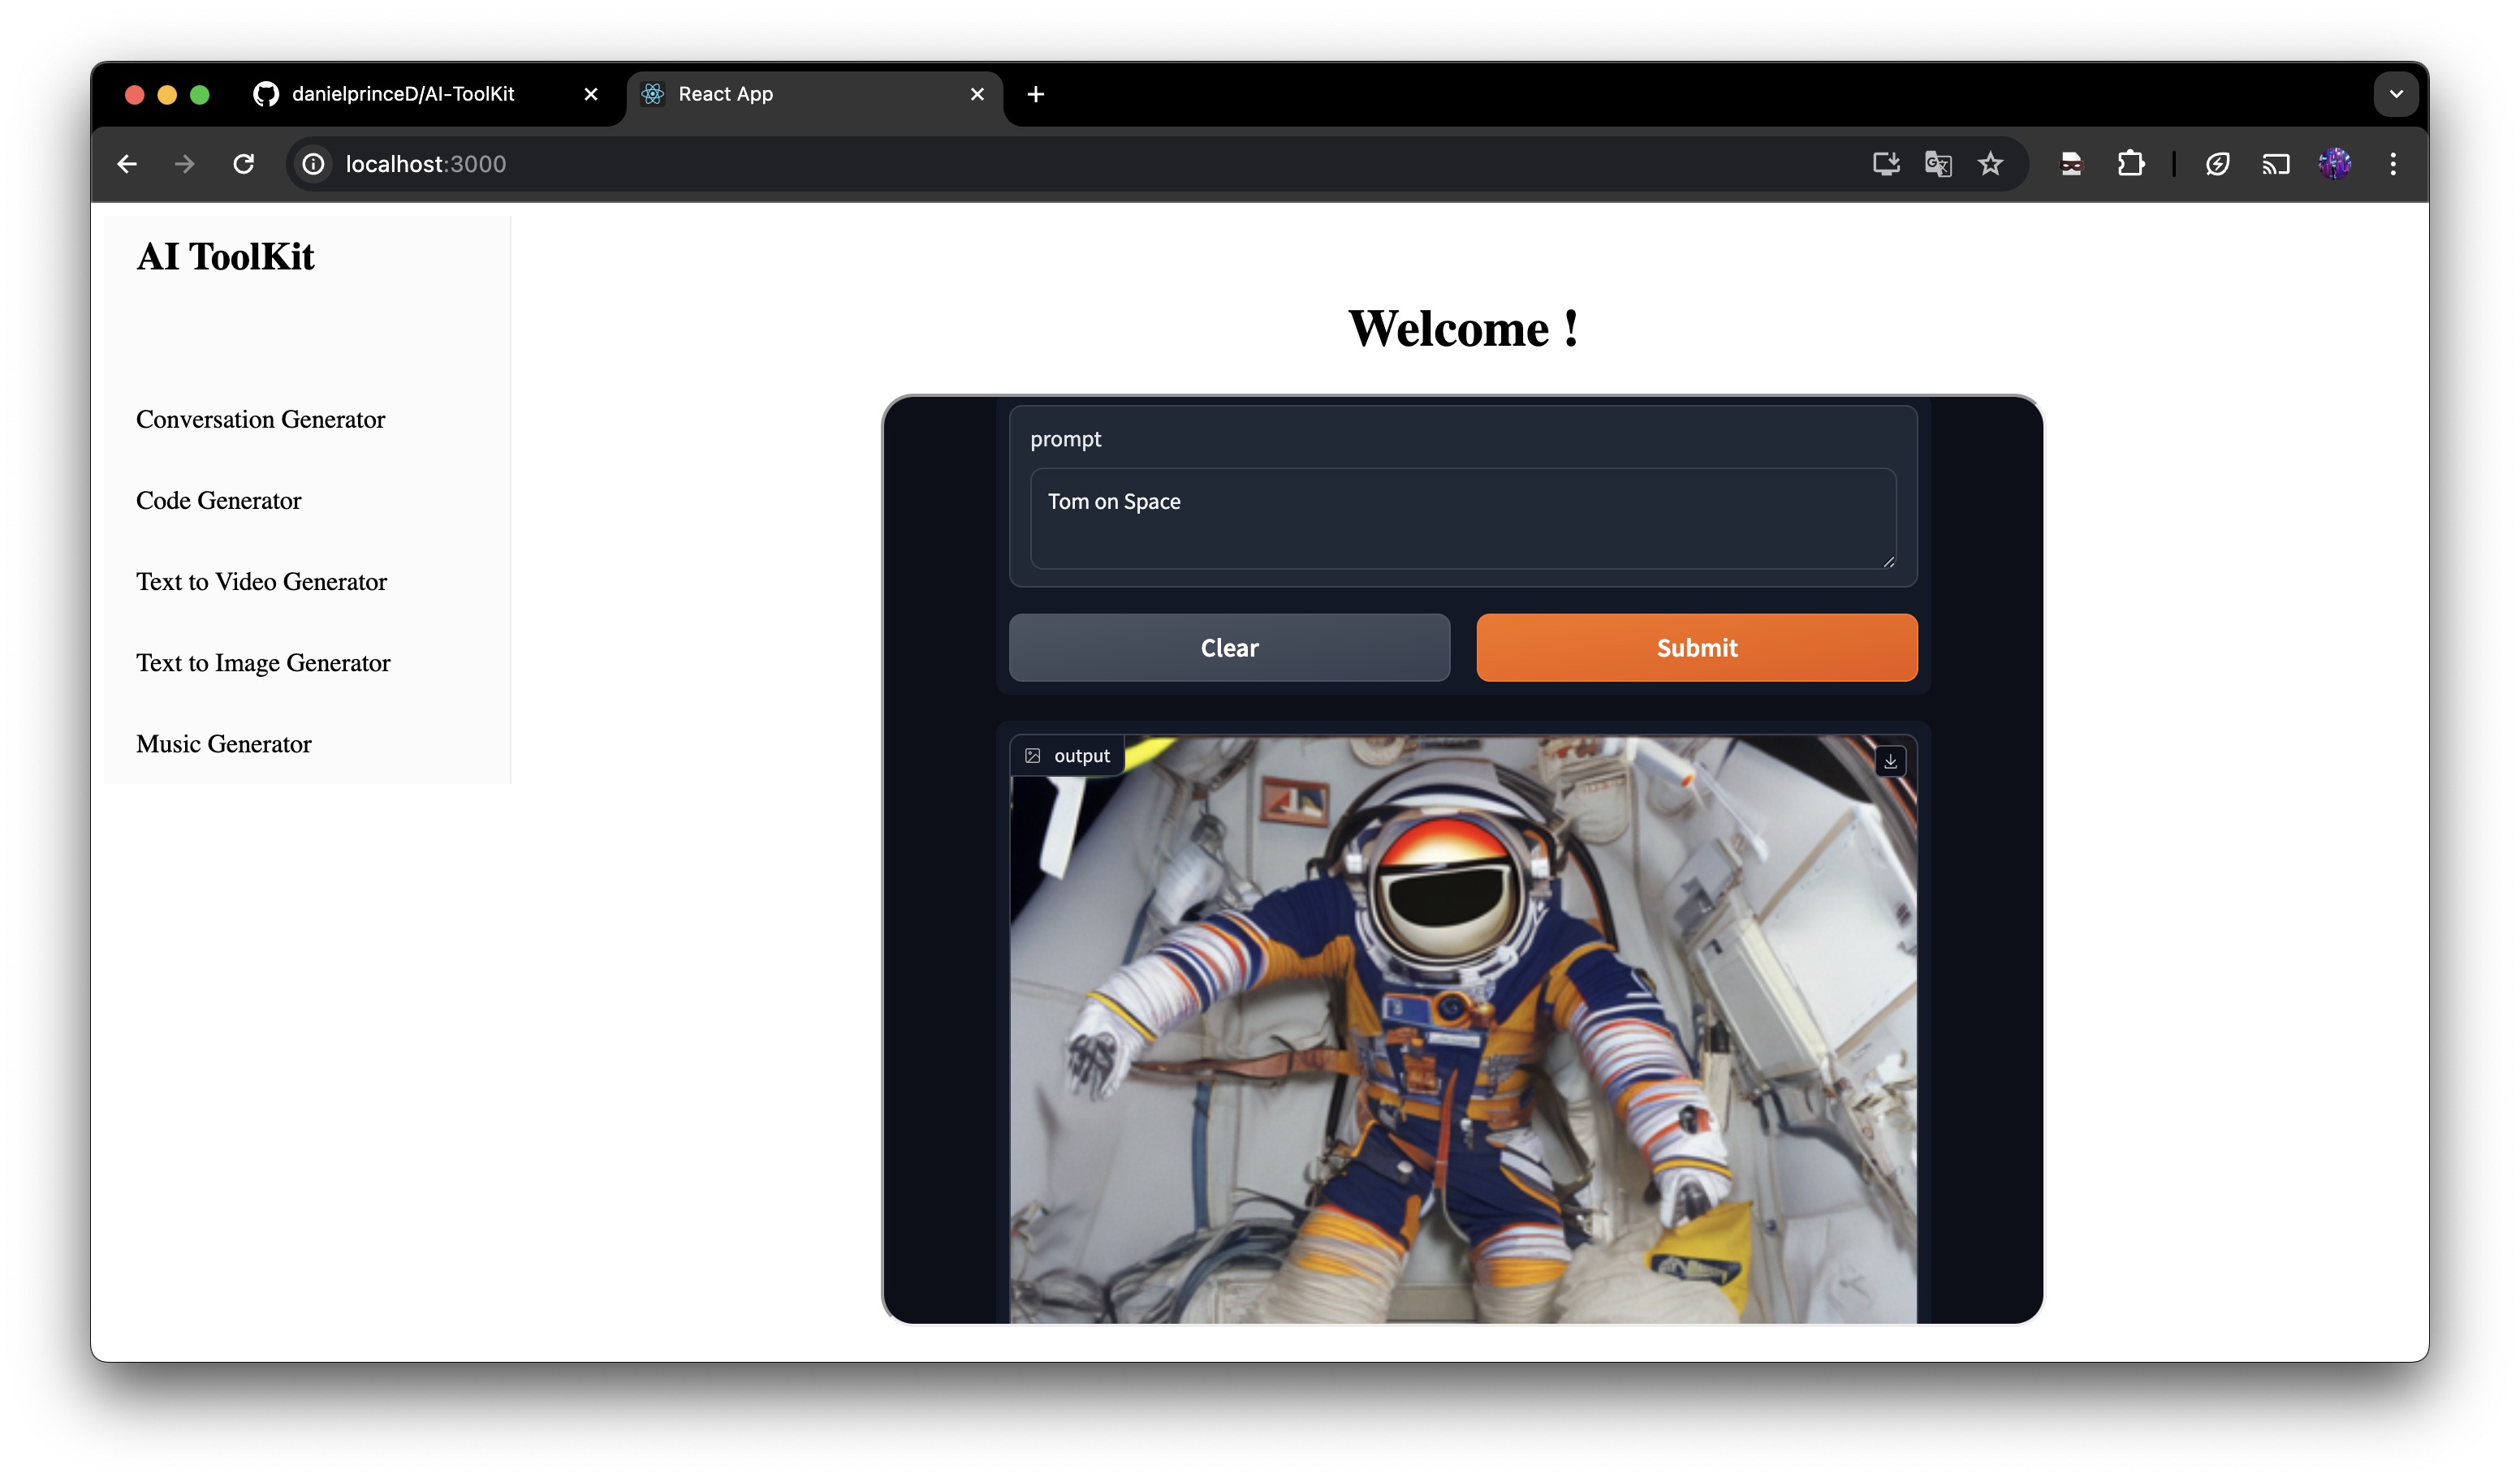 danielprinceD/AI-ToolKit
React App
localhost:3000
AI ToolKit
Conversation Generator
Code Generator
Text to Video Generator
Text to Image Generator
Music Generator
Welcome !
prompt
Tom on Space
Clear
Submit
output